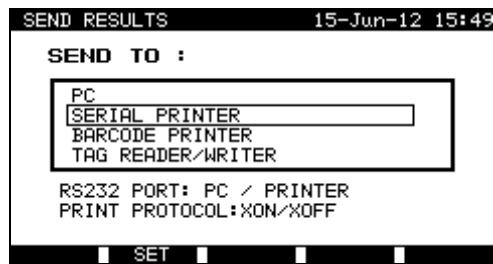 SEND RESULTS 15-Jun-12 15:49
SEND TO :
PC
SERIAL PRINTER
BARCODE PRINTER
TAG READER/WRITER
RS232 PORT: PC / PRINTER
PRINT PROTOCOL:XON/XOFF
SET